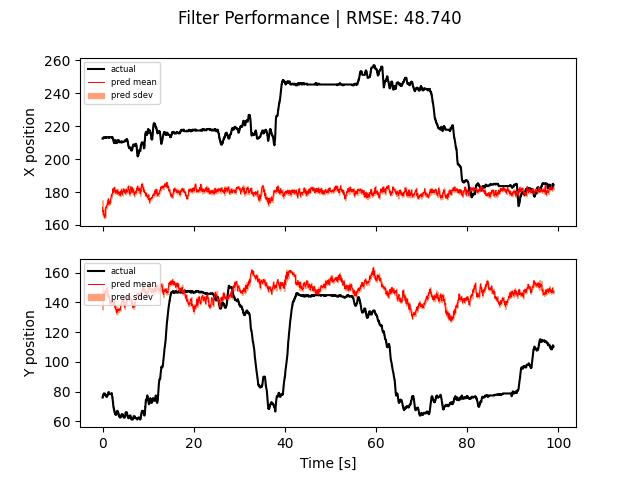 Filter Performance | RMSE: 48.740
260
240
220
200
180
160
X position
actual
pred mean
pred sdev
160
140
120
100
80
60
Y position
actual
pred mean
pred sdev
0 20 40 60 80 100
Time [s]